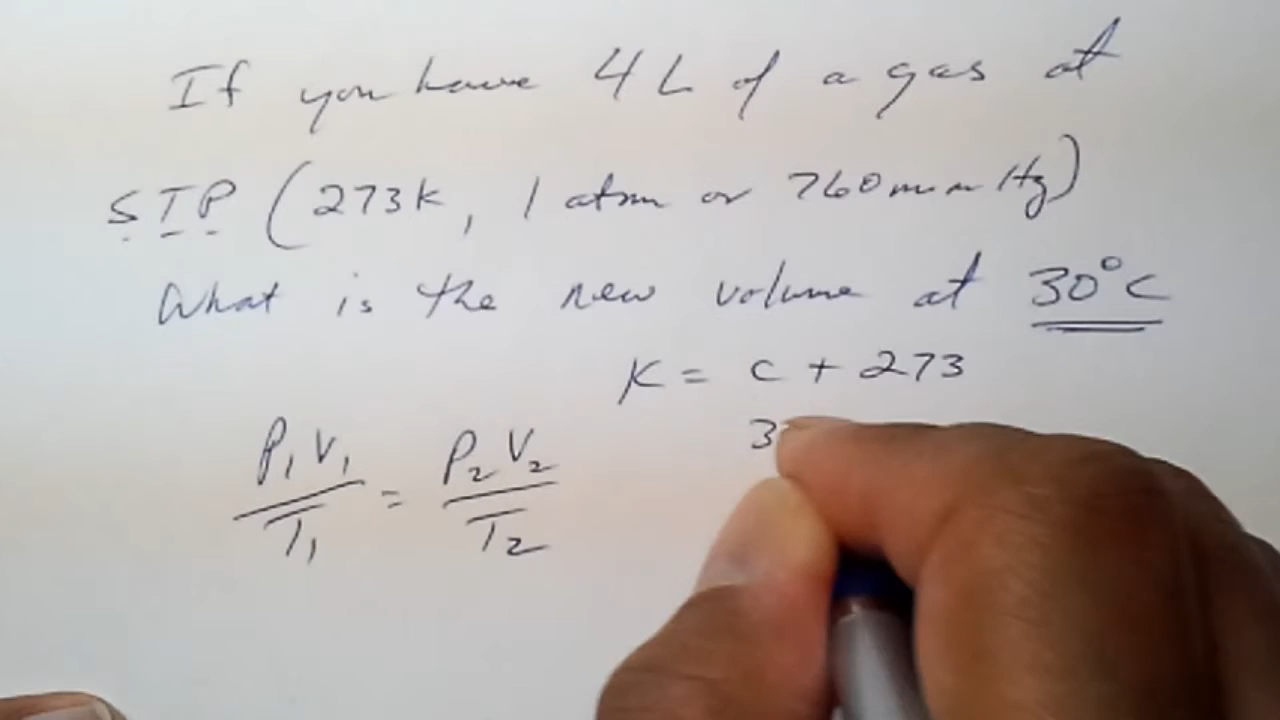 If you have 4 L of a gas at
STP (273K, 1 atm or 760 mm Hg)
What is the new volume at 30°C
K = C + 273
3
P₁V₁/T₁ = P₂V₂/T₂